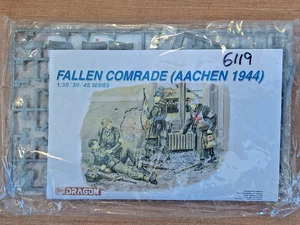 6119
FALLEN COMRADE (AACHEN 1944)
1:35 '39-'45 SERIES
DRAGON